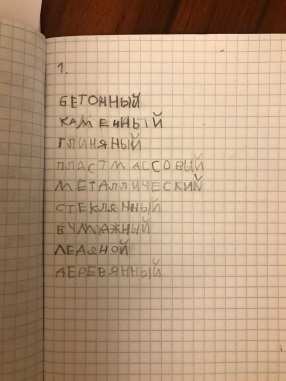 1.
БЕТОННЫЙ
КАМЕННЫЙ
ГЛИНЯНЫЙ
ПЛАСТМАССОВЫЙ
МЕТАЛЛИЧЕСКИЙ
СТЕКЛЯННЫЙ
БУМАЖНЫЙ
ЛЕДЯНОЙ
ДЕРЕВЯННЫЙ